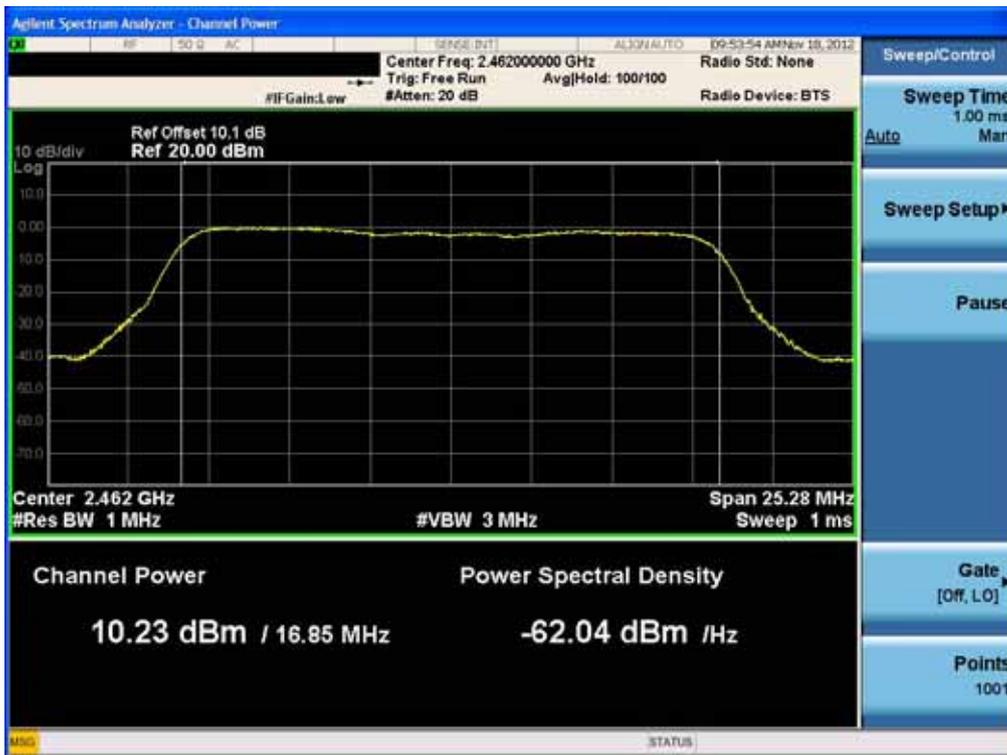 Agilent Spectrum Analyzer - Channel Power
RF 50 Ω AC SENSE:INT ALIGN AUTO 09:53:54 AM Nov 18, 2012
Center Freq: 2.462000000 GHz Radio Std: None
Trig: Free Run Avg|Hold: 100/100
#IFGain:Low #Atten: 20 dB Radio Device: BTS
Ref Offset 10.1 dB
10 dB/div Ref 20.00 dBm
Log
10.0
0.00
10.0
20.0
30.0
40.0
50.0
60.0
70.0
Center 2.462 GHz Span 25.28 MHz
#Res BW 1 MHz #VBW 3 MHz Sweep 1 ms
Channel Power Power Spectral Density
10.23 dBm / 16.85 MHz -62.04 dBm /Hz
Sweep/Control
Sweep Time
1.00 ms
Auto Man
Sweep Setup
Pause
Gate
[Off, LO]
Points
1001
MSG STATUS